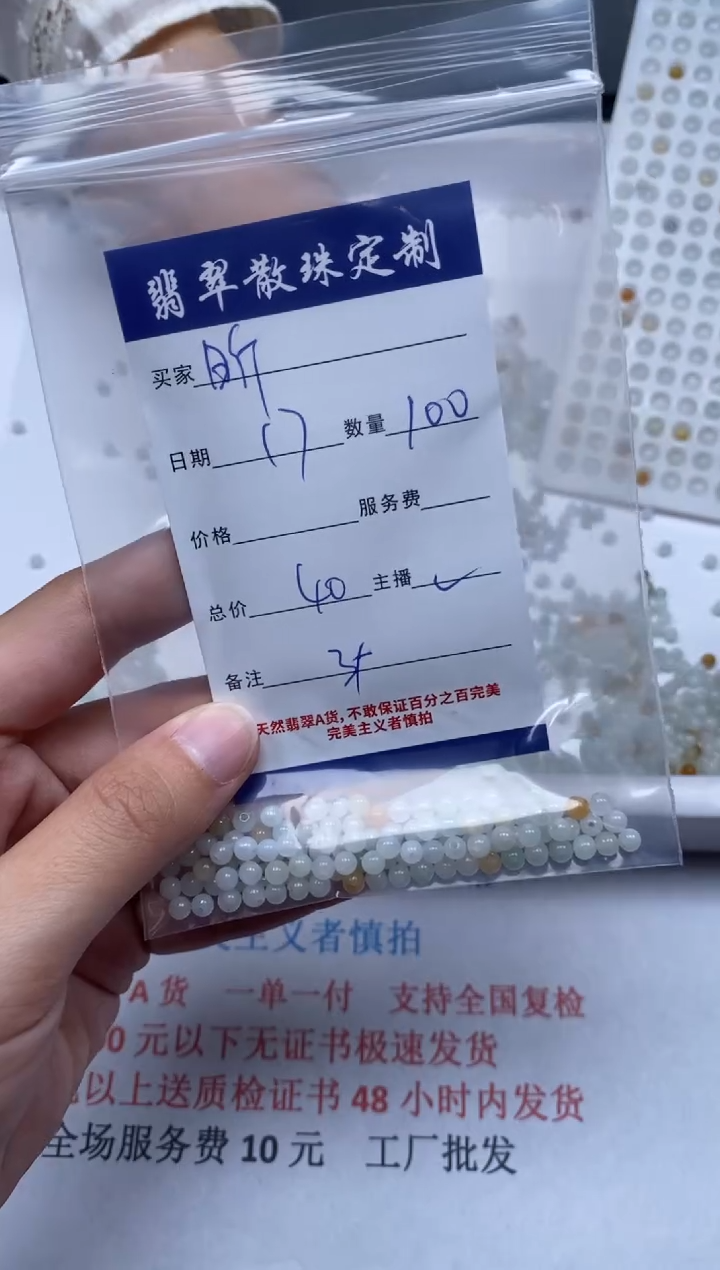 翡翠散珠定制
买家 昕
日期 17 数量 100
价格 服务费
总价 40 主播
备注
天然翡翠A货，不敢保证百分之百完美
完美主义者慎拍
主义者慎拍
A货 一单一付 支持全国复检
0元以下无证书极速发货
以上送质检证书48小时内发货
全场服务费10元 工厂批发